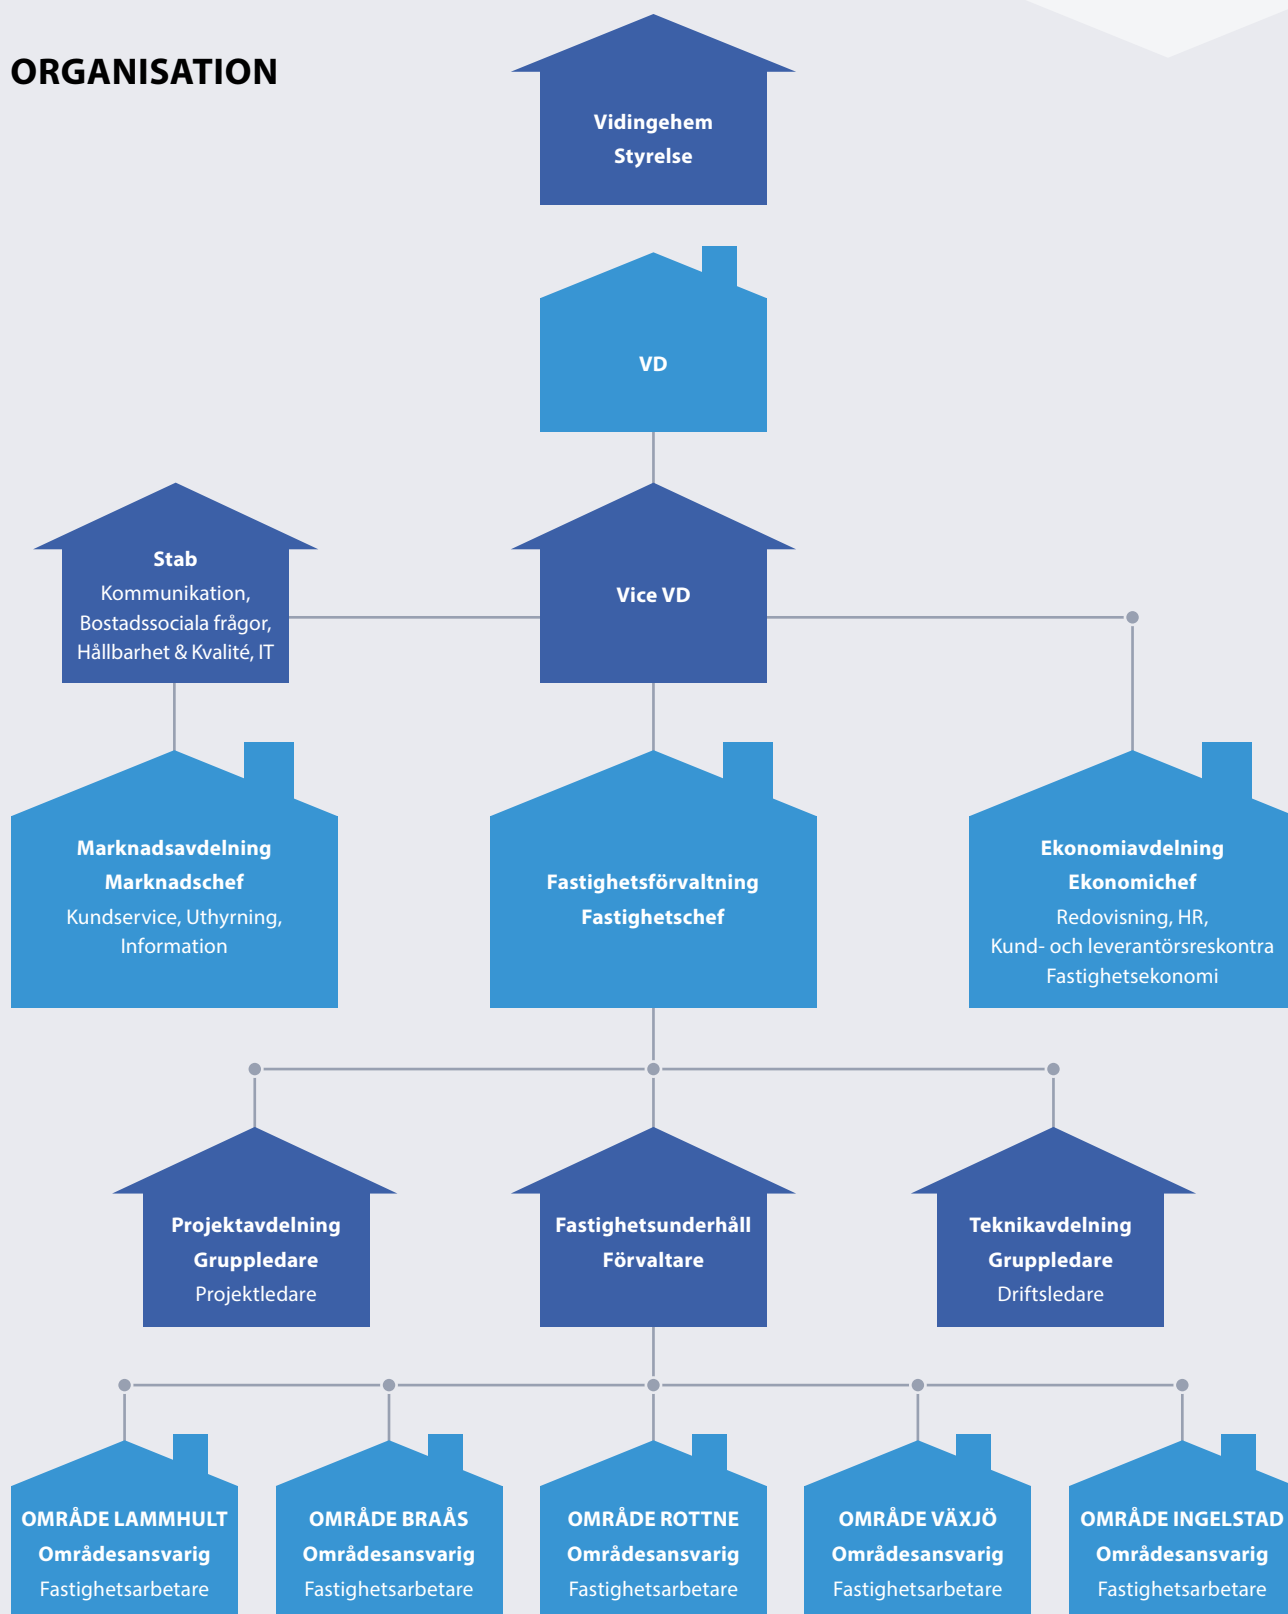 ORGANISATION
Vidingehem
Styrelse
VD
Stab
Kommunikation,
Bostadssociala frågor,
Hållbarhet & Kvalité, IT
Vice VD
Marknadsavdelning
Marknadschef
Kundservice, Uthyrning,
Information
Fastighetsförvaltning
Fastighetschef
Ekonomiavdelning
Ekonomichef
Redovisning, HR,
Kund- och leverantörsreskontra
Fastighetsekonomi
Projektavdelning
Gruppledare
Projektledare
Fastighetsunderhåll
Förvaltare
Teknikavdelning
Gruppledare
Driftsledare
OMRÅDE LAMMHULT
Områdesansvarig
Fastighetsarbetare
OMRÅDE BRAÅS
Områdesansvarig
Fastighetsarbetare
OMRÅDE ROTTNE
Områdesansvarig
Fastighetsarbetare
OMRÅDE VÄXJÖ
Områdesansvarig
Fastighetsarbetare
OMRÅDE INGELSTAD
Områdesansvarig
Fastighetsarbetare